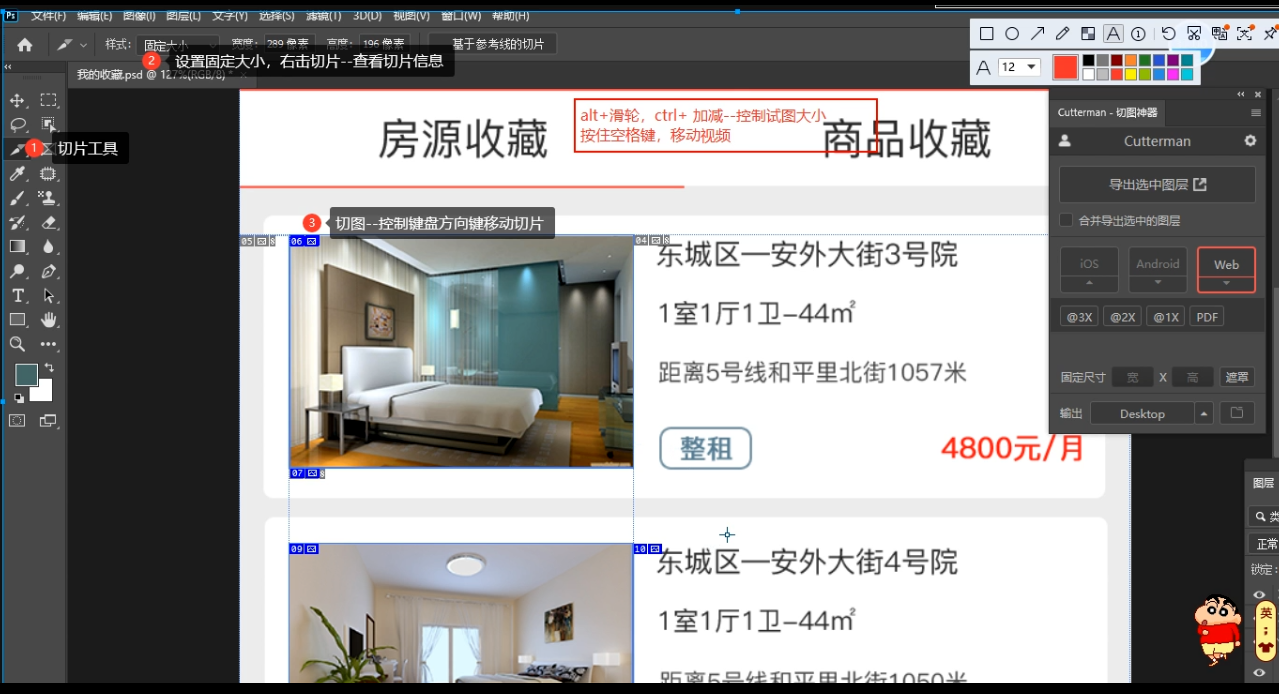 Ps 文件(F) 编辑(E) 图像(I) 图层(L) 文字(Y) 选择(S) 滤镜(T) 3D(D) 视图(V) 窗口(W) 帮助(H)
样式: 固定大小 宽度: 289 像素 高度: 196 像素 基于参考线的切片
2 设置固定大小，右击切片--查看切片信息
A 12
我的收藏.psd @ 127%(RGB/8) *
alt+滑轮，ctrl+ 加减--控制试图大小
按住空格键，移动视频
房源收藏 商品收藏
1 切片工具
3 切图--控制键盘方向键移动切片
05 06 04
东城区—安外大街3号院
1室1厅1卫-44㎡
距离5号线和平里北街1057米
整租 4800元/月
07
09 10
东城区—安外大街4号院
1室1厅1卫-44㎡
距离5号线和平里北街1050米
Cutterman - 切图神器
Cutterman
导出选中图层
合并导出选中的图层
iOS Android Web
@3X @2X @1X PDF
固定尺寸 宽 X 高 遮罩
输出 Desktop
图层
类
正常
锁定:
英